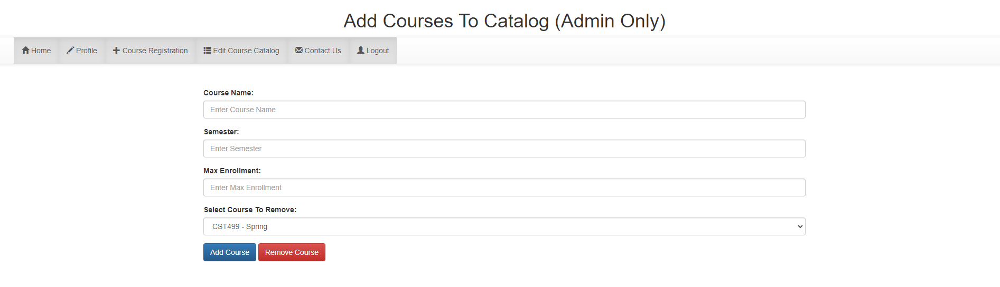 Add Courses To Catalog (Admin Only)
Home Profile Course Registration Edit Course Catalog Contact Us Logout
Course Name:
Enter Course Name
Semester:
Enter Semester
Max Enrollment:
Enter Max Enrollment
Select Course To Remove:
CST499 - Spring
Add Course Remove Course